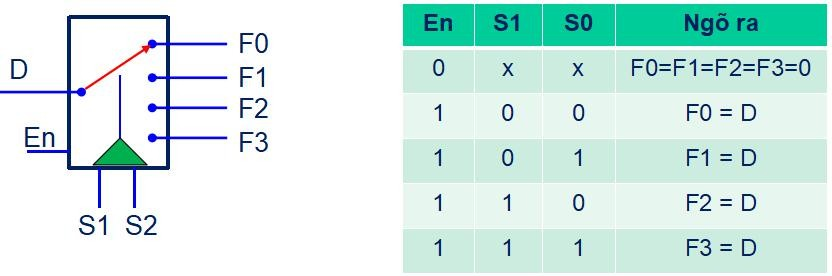 D
En
F0
F1
F2
F3
S1 S2
En S1 S0 Ngõ ra
0 x x F0=F1=F2=F3=0
1 0 0 F0 = D
1 0 1 F1 = D
1 1 0 F2 = D
1 1 1 F3 = D